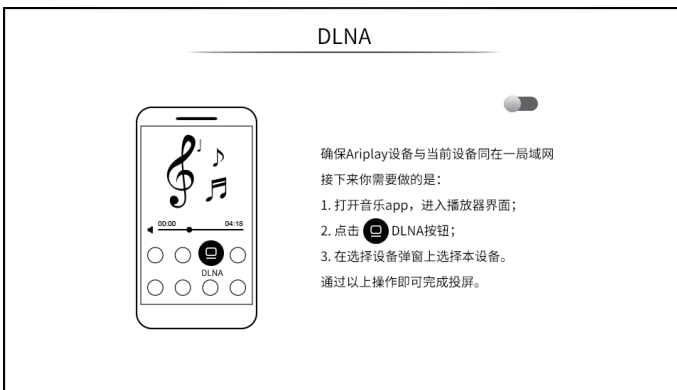 DLNA
确保Ariplay设备与当前设备同在一局域网
接下来你需要做的是：
1. 打开音乐app，进入播放器界面；
2. 点击 DLNA按钮；
3. 在选择设备弹窗上选择本设备。
通过以上操作即可完成投屏。
00:00 04:18
DLNA